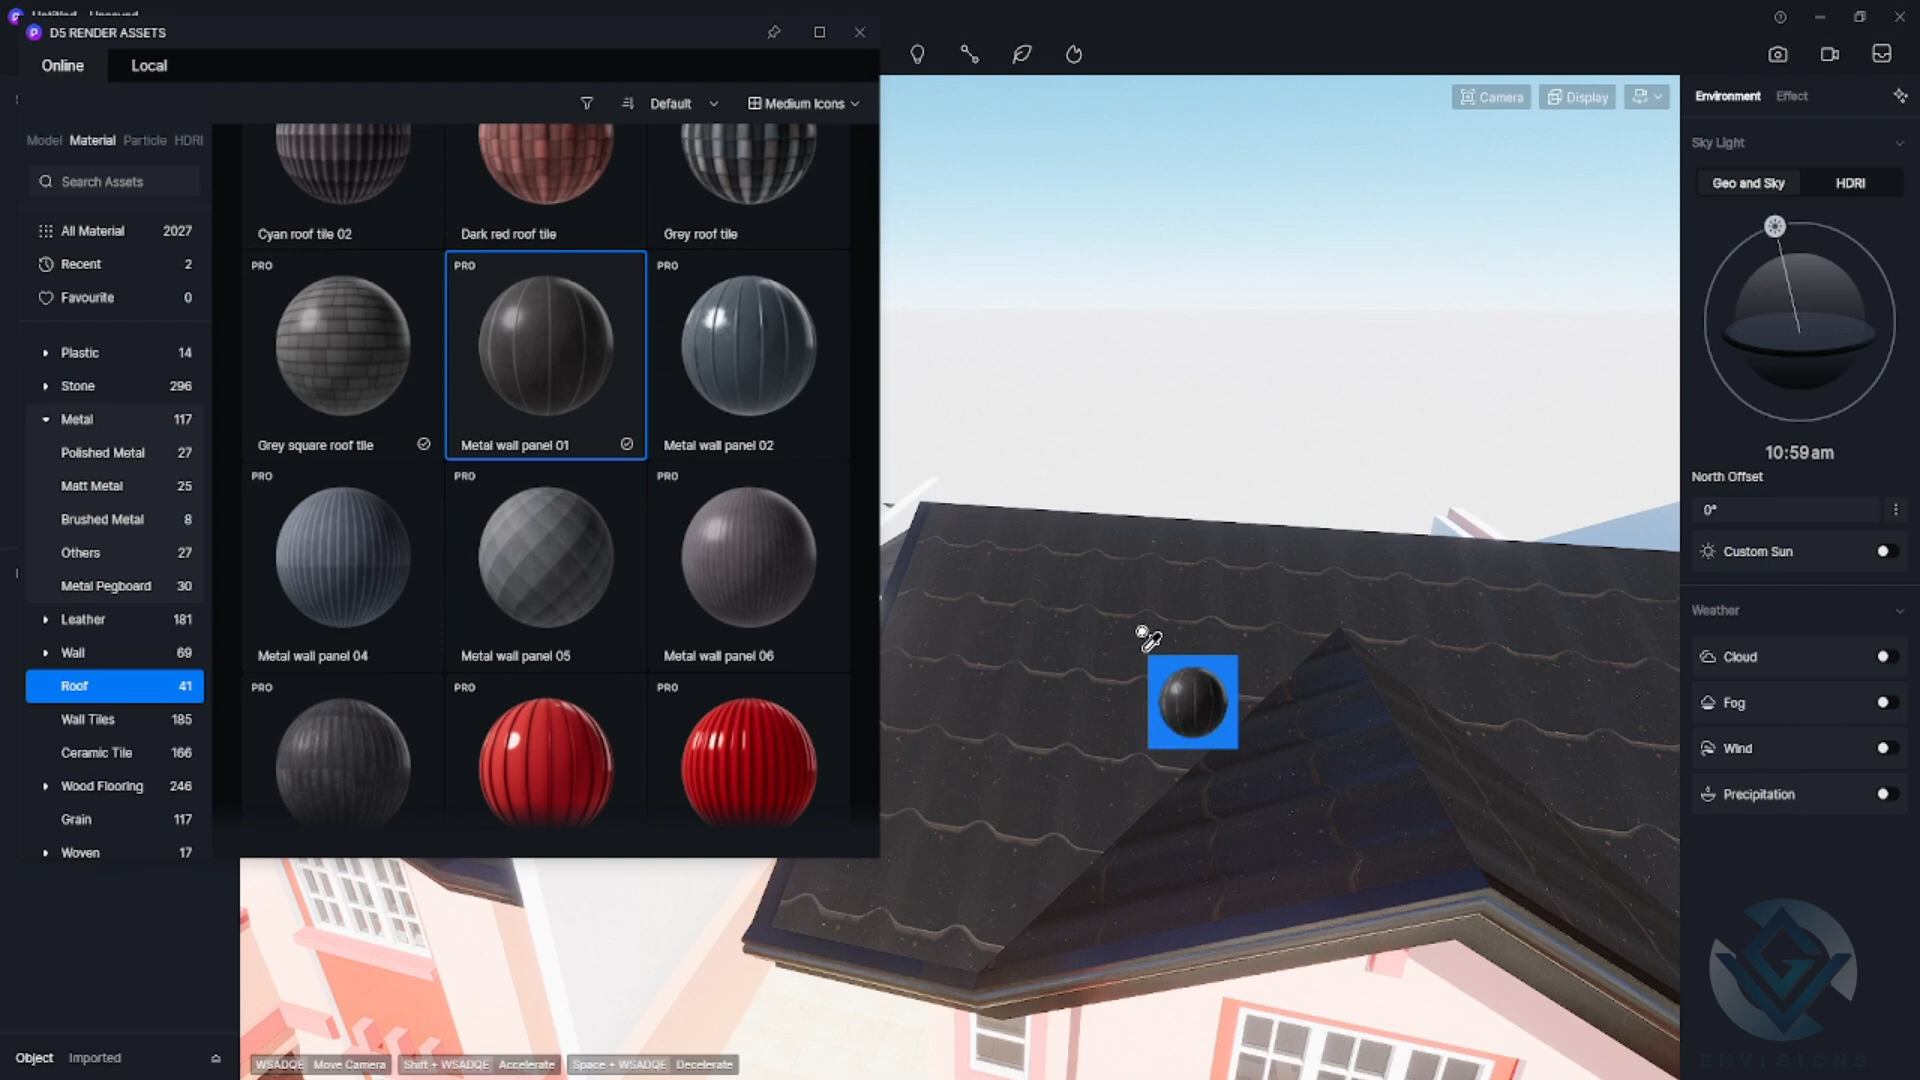 D5 RENDER ASSETS
Online
Local
Default
Medium Icons
Camera
Display
Environment
Effect
Model
Material
Particle
HDRI
Sky Light
Search Assets
Geo and Sky
HDRI
All Material 2027
Recent 2
Favourite 0
Cyan roof tile 02
Dark red roof tile
Grey roof tile
PRO
PRO
PRO
Plastic 14
Stone 296
Metal 117
Polished Metal 27
Matt Metal 25
Brushed Metal 8
Others 27
Metal Pegboard 30
Leather 181
Wall 69
Roof 41
Wall Tiles 185
Ceramic Tile 166
Wood Flooring 246
Grain 117
Woven 17
Grey square roof tile
Metal wall panel 01
Metal wall panel 02
PRO
PRO
PRO
Metal wall panel 04
Metal wall panel 05
Metal wall panel 06
PRO
PRO
PRO
10:59 am
North Offset
0°
Custom Sun
Weather
Cloud
Fog
Wind
Precipitation
Object
Imported
WSADQE Move Camera
Shift + WSADQE Accelerate
Space + WSADQE Decelerate
ENVISIONS